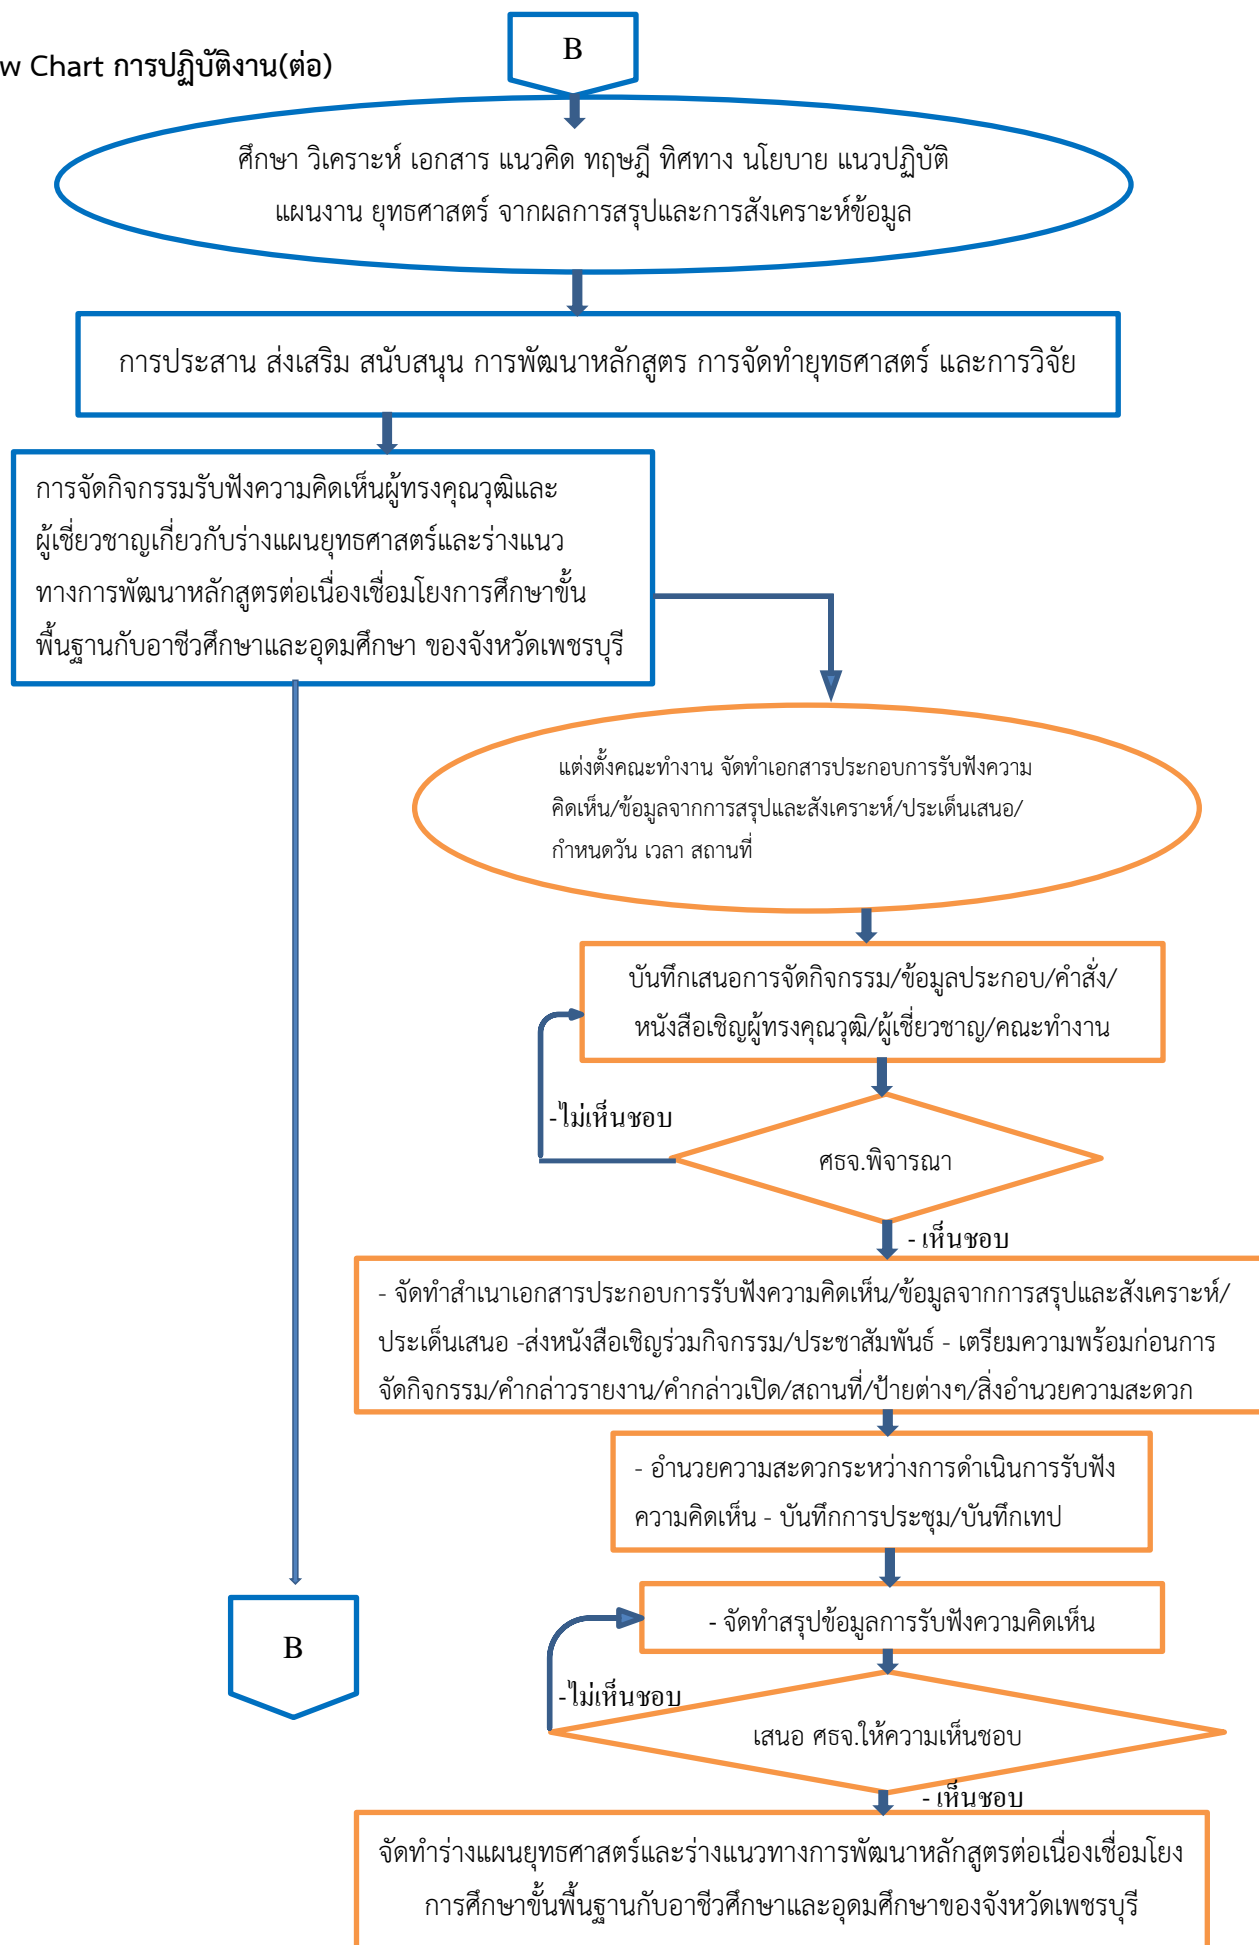 B
w Chart การปฏิบัติงาน(ต่อ)
ศึกษา วิเคราะห์ เอกสาร แนวคิด ทฤษฎี ทิศทาง นโยบาย แนวปฏิบัติ
แผนงาน ยุทธศาสตร์ จากผลการสรุปและการสังเคราะห์ข้อมูล
การประสาน ส่งเสริม สนับสนุน การพัฒนาหลักสูตร การจัดทำยุทธศาสตร์ และการวิจัย
การจัดกิจกรรมรับฟังความคิดเห็นผู้ทรงคุณวุฒิและ
ผู้เชี่ยวชาญเกี่ยวกับร่างแผนยุทธศาสตร์และร่างแนว
ทางการพัฒนาหลักสูตรต่อเนื่องเชื่อมโยงการศึกษาขั้น
พื้นฐานกับอาชีวศึกษาและอุดมศึกษา ของจังหวัดเพชรบุรี
แต่งตั้งคณะทำงาน จัดทำเอกสารประกอบการรับฟังความ
คิดเห็น/ข้อมูลจากการสรุปและสังเคราะห์/ประเด็นเสนอ/
กำหนดวัน เวลา สถานที่
บันทึกเสนอการจัดกิจกรรม/ข้อมูลประกอบ/คำสั่ง/
หนังสือเชิญผู้ทรงคุณวุฒิ/ผู้เชี่ยวชาญ/คณะทำงาน
-ไม่เห็นชอบ
ศธจ.พิจารณา
- เห็นชอบ
- จัดทำสำเนาเอกสารประกอบการรับฟังความคิดเห็น/ข้อมูลจากการสรุปและสังเคราะห์/
ประเด็นเสนอ -ส่งหนังสือเชิญร่วมกิจกรรม/ประชาสัมพันธ์ - เตรียมความพร้อมก่อนการ
จัดกิจกรรม/คำกล่าวรายงาน/คำกล่าวเปิด/สถานที่/ป้ายต่างๆ/สิ่งอำนวยความสะดวก
- อำนวยความสะดวกระหว่างการดำเนินการรับฟัง
ความคิดเห็น - บันทึกการประชุม/บันทึกเทป
- จัดทำสรุปข้อมูลการรับฟังความคิดเห็น
B
-ไม่เห็นชอบ
เสนอ ศธจ.ให้ความเห็นชอบ
- เห็นชอบ
จัดทำร่างแผนยุทธศาสตร์และร่างแนวทางการพัฒนาหลักสูตรต่อเนื่องเชื่อมโยง
การศึกษาขั้นพื้นฐานกับอาชีวศึกษาและอุดมศึกษาของจังหวัดเพชรบุรี